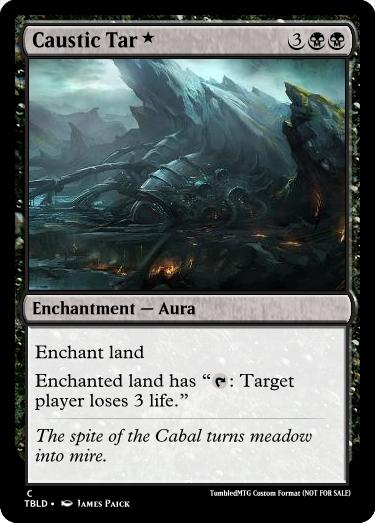 Caustic Tar ★ 3
Enchantment — Aura
Enchant land
Enchanted land has “: Target
player loses 3 life.”
The spite of the Cabal turns meadow
into mire.
C
TBLD • James Paick
TumbledMTG Custom Format (NOT FOR SALE)